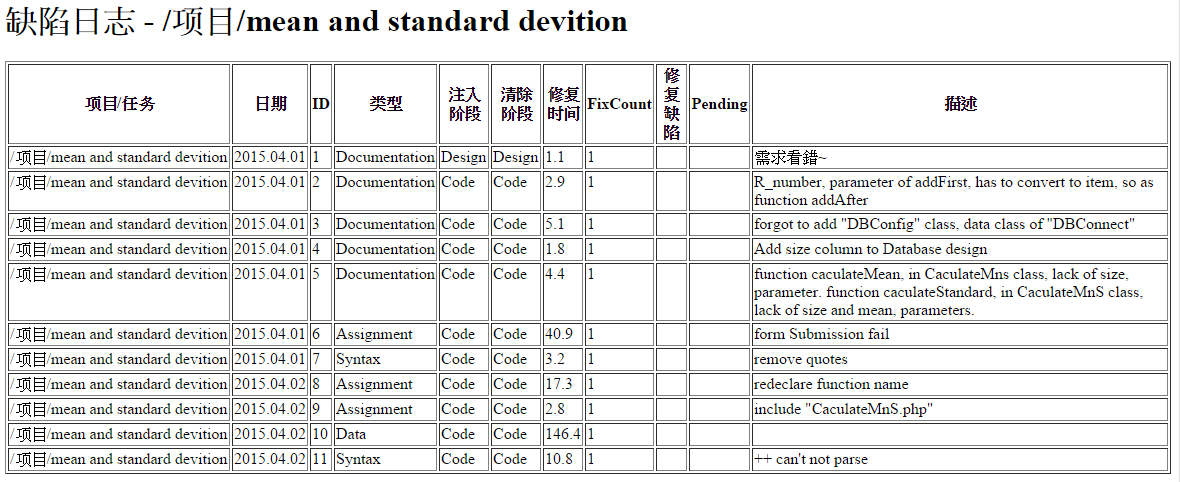 缺陷日志 - /项目/mean and standard devition
项目/任务 日期 ID 类型 注入阶段 清除阶段 修复时间 FixCount 修复缺陷 Pending 描述
/项目/mean and standard devition 2015.04.01 1 Documentation Design Design 1.1 1 需求看錯~
/项目/mean and standard devition 2015.04.01 2 Documentation Code Code 2.9 1 R_number, parameter of addFirst, has to convert to item, so as
function addAfter
/项目/mean and standard devition 2015.04.01 3 Documentation Code Code 5.1 1 forgot to add "DBConfig" class, data class of "DBConnect"
/项目/mean and standard devition 2015.04.01 4 Documentation Code Code 1.8 1 Add size column to Database design
/项目/mean and standard devition 2015.04.01 5 Documentation Code Code 4.4 1 function caculateMean, in CaculateMns class, lack of size,
parameter. function caculateStandard, in CaculateMnS class,
lack of size and mean, parameters.
/项目/mean and standard devition 2015.04.01 6 Assignment Code Code 40.9 1 form Submission fail
/项目/mean and standard devition 2015.04.01 7 Syntax Code Code 3.2 1 remove quotes
/项目/mean and standard devition 2015.04.02 8 Assignment Code Code 17.3 1 redeclare function name
/项目/mean and standard devition 2015.04.02 9 Assignment Code Code 2.8 1 include "CaculateMnS.php"
/项目/mean and standard devition 2015.04.02 10 Data Code Code 146.4 1
/项目/mean and standard devition 2015.04.02 11 Syntax Code Code 10.8 1 ++ can't not parse